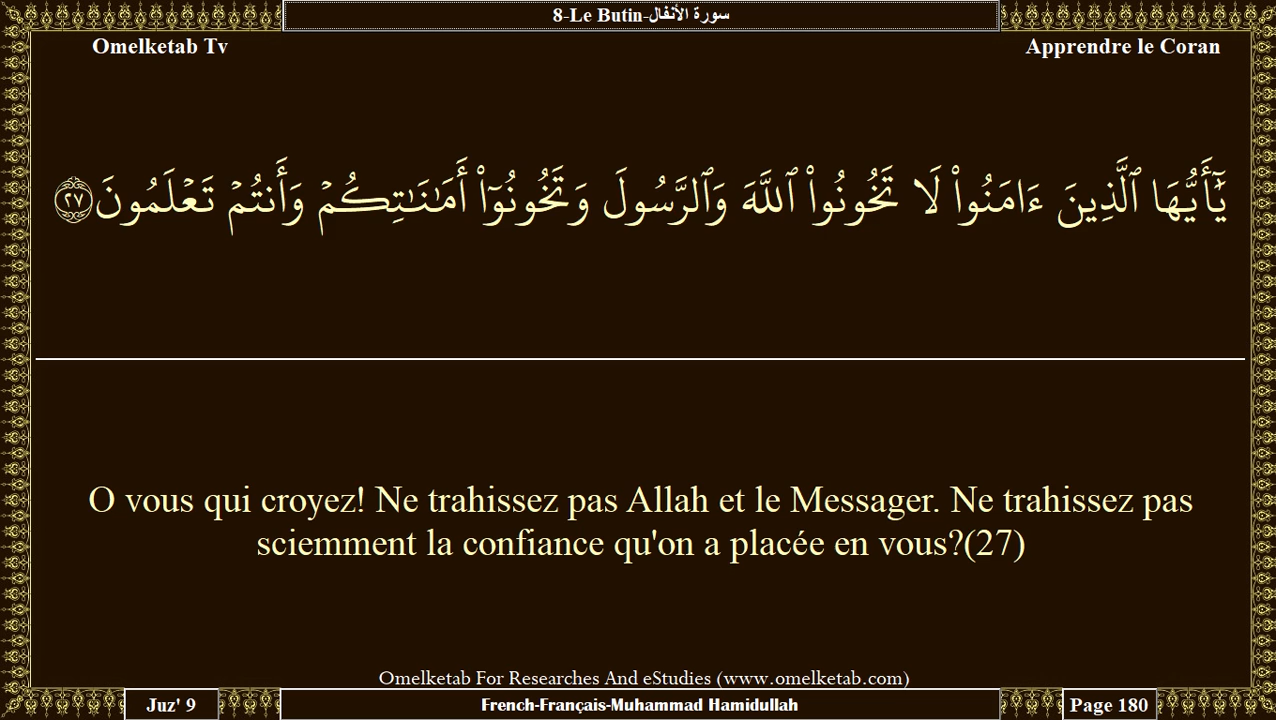 8-Le Butin-سورة الأنفال
Omelketab Tv
Apprendre le Coran
يَٰٓأَيُّهَا ٱلَّذِينَ ءَامَنُواْ لَا تَخُونُواْ ٱللَّهَ وَٱلرَّسُولَ وَتَخُونُوٓاْ أَمَٰنَٰتِكُمۡ وَأَنتُمۡ تَعۡلَمُونَ ٢٧
O vous qui croyez! Ne trahissez pas Allah et le Messager. Ne trahissez pas
sciemment la confiance qu'on a placée en vous?(27)
Omelketab For Researches And eStudies (www.omelketab.com)
Juz' 9
French-Français-Muhammad Hamidullah
Page 180